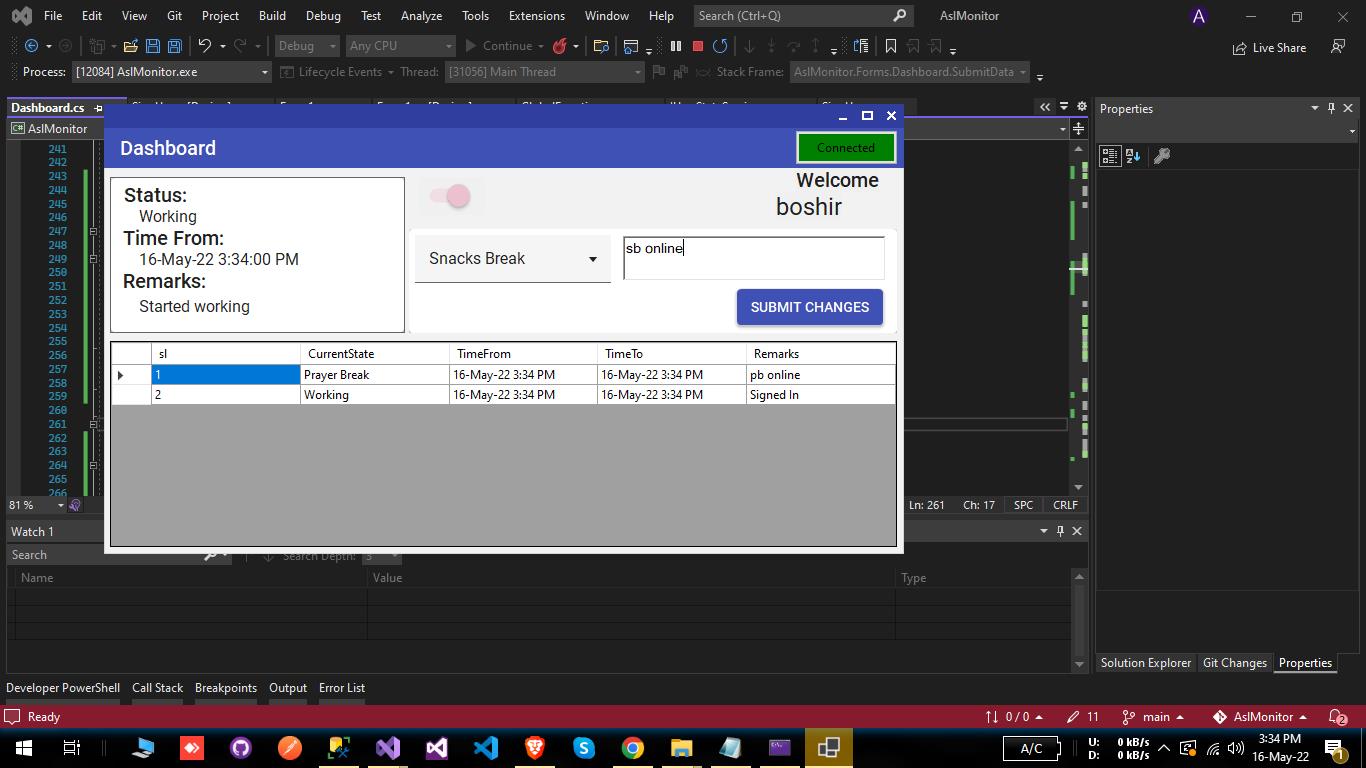 File Edit View Git Project Build Debug Test Analyze Tools Extensions Window Help Search (Ctrl+Q) AslMonitor A
Debug Any CPU Continue Live Share
Process: [12084] AslMonitor.exe Lifecycle Events Thread: [31056] Main Thread Stack Frame: AslMonitor.Forms.Dashboard.SubmitData
Dashboard.cs
AslMonitor
Properties
Dashboard
Connected
Status:
Working
Time From:
16-May-22 3:34:00 PM
Remarks:
Started working
Welcome
boshir
Snacks Break
sb online
SUBMIT CHANGES
sl CurrentState TimeFrom TimeTo Remarks
1 Prayer Break 16-May-22 3:34 PM 16-May-22 3:34 PM pb online
2 Working 16-May-22 3:34 PM 16-May-22 3:34 PM Signed In
241
242
243
244
245
246
247
248
249
250
251
252
253
254
255
256
257
258
259
260
261
262
263
264
265
266
81 % Ln: 261 Ch: 17 SPC CRLF
Watch 1
Search Search Depth: 3
Name Value Type
Solution Explorer Git Changes Properties
Developer PowerShell Call Stack Breakpoints Output Error List
Ready 0 / 0 11 main AslMonitor 2
A/C U: 0 kB/s
D: 0 kB/s
3:34 PM
16-May-22
1